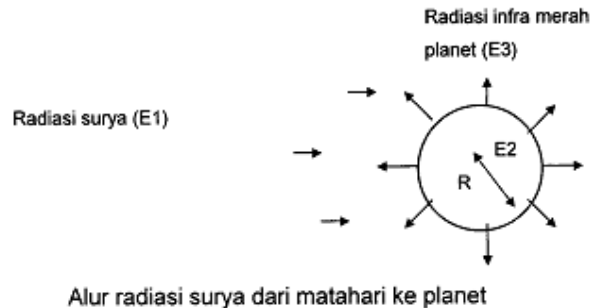 Radiasi infra merah
planet (E3)
Radiasi surya (E1)
E2
R
Alur radiasi surya dari matahari ke planet